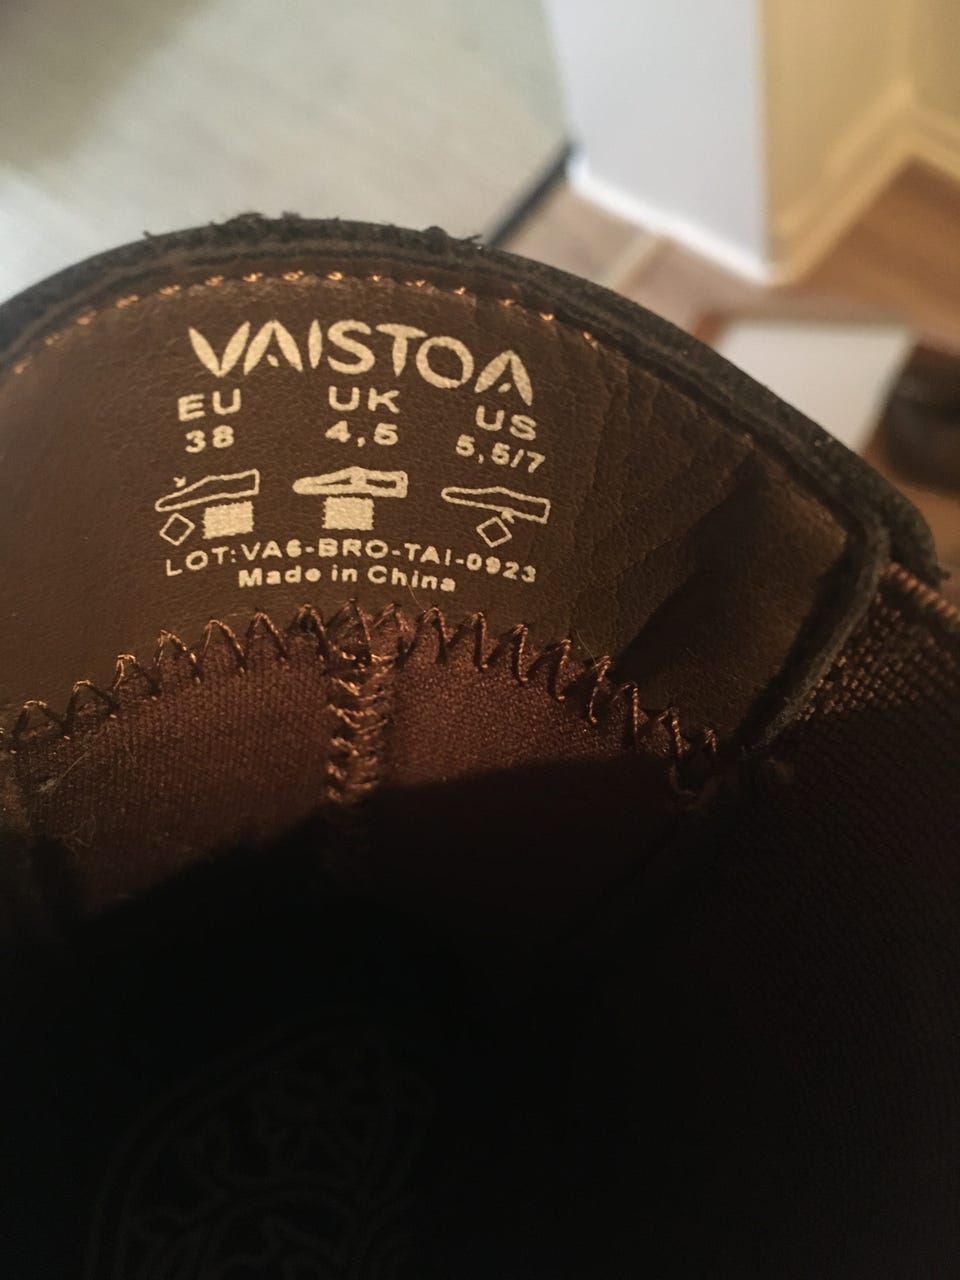 VAISTOA
EU UK US
38 4,5 5,5/7
LOT:VA6-BRO-TAI-0923
Made in China